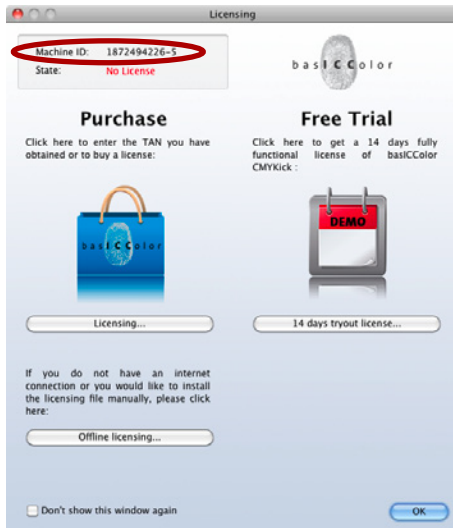 Licensing
Machine ID: 1872494226-5
State: No License
basICColor
Purchase
Click here to enter the TAN you have
obtained or to buy a license:
basICColor
Licensing...
If you do not have an internet
connection or you would like to install
the licensing file manually, please click
here:
Offline licensing...
Free Trial
Click here to get a 14 days fully
functional license of basICColor
CMYKick :
DEMO
14 days tryout license...
Don't show this window again
OK